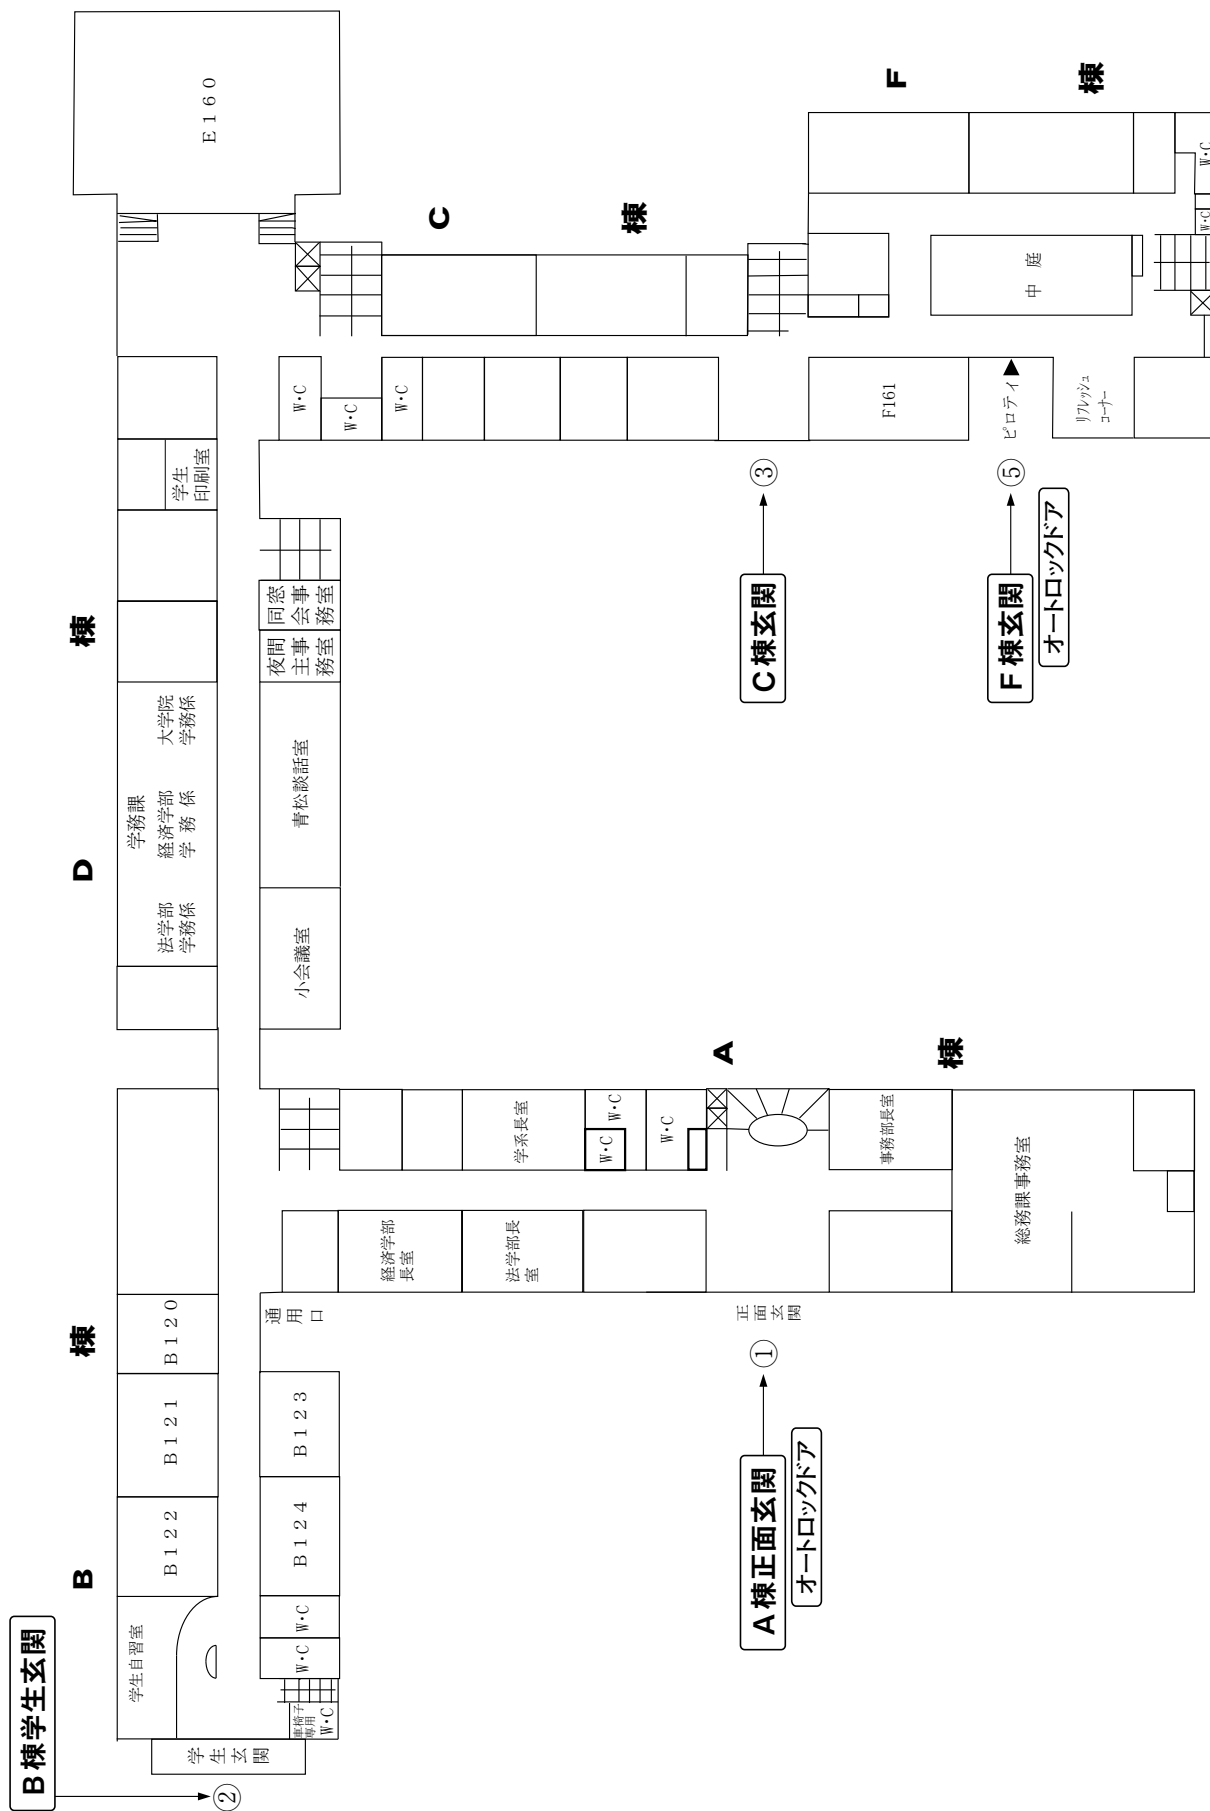 B棟学生玄関
②
B　棟
D　棟
学生玄関
学生自習室
B122
B121
B120
学務課
法学部
学務係
経済学部
学務係
大学院
学務係
学生
印刷室
E160
車椅子
専用
W・C
W・C
W・C
B124
B123
通用口
小会議室
青松談話室
夜間
主事
務室
同窓
会事
務室
W・C
W・C
W・C
C　棟
経済学部
長室
法学部長
室
学系長室
W・C
W・C
W・C
A　棟
A棟正面玄関
オートロックドア
①
正面玄関
C棟玄関
③
事務部長室
総務課事務室
F161
F　棟
F棟玄関
オートロックドア
⑤
ピロティ▲
中庭
リフレッシュ
コーナー
W・C
W・C